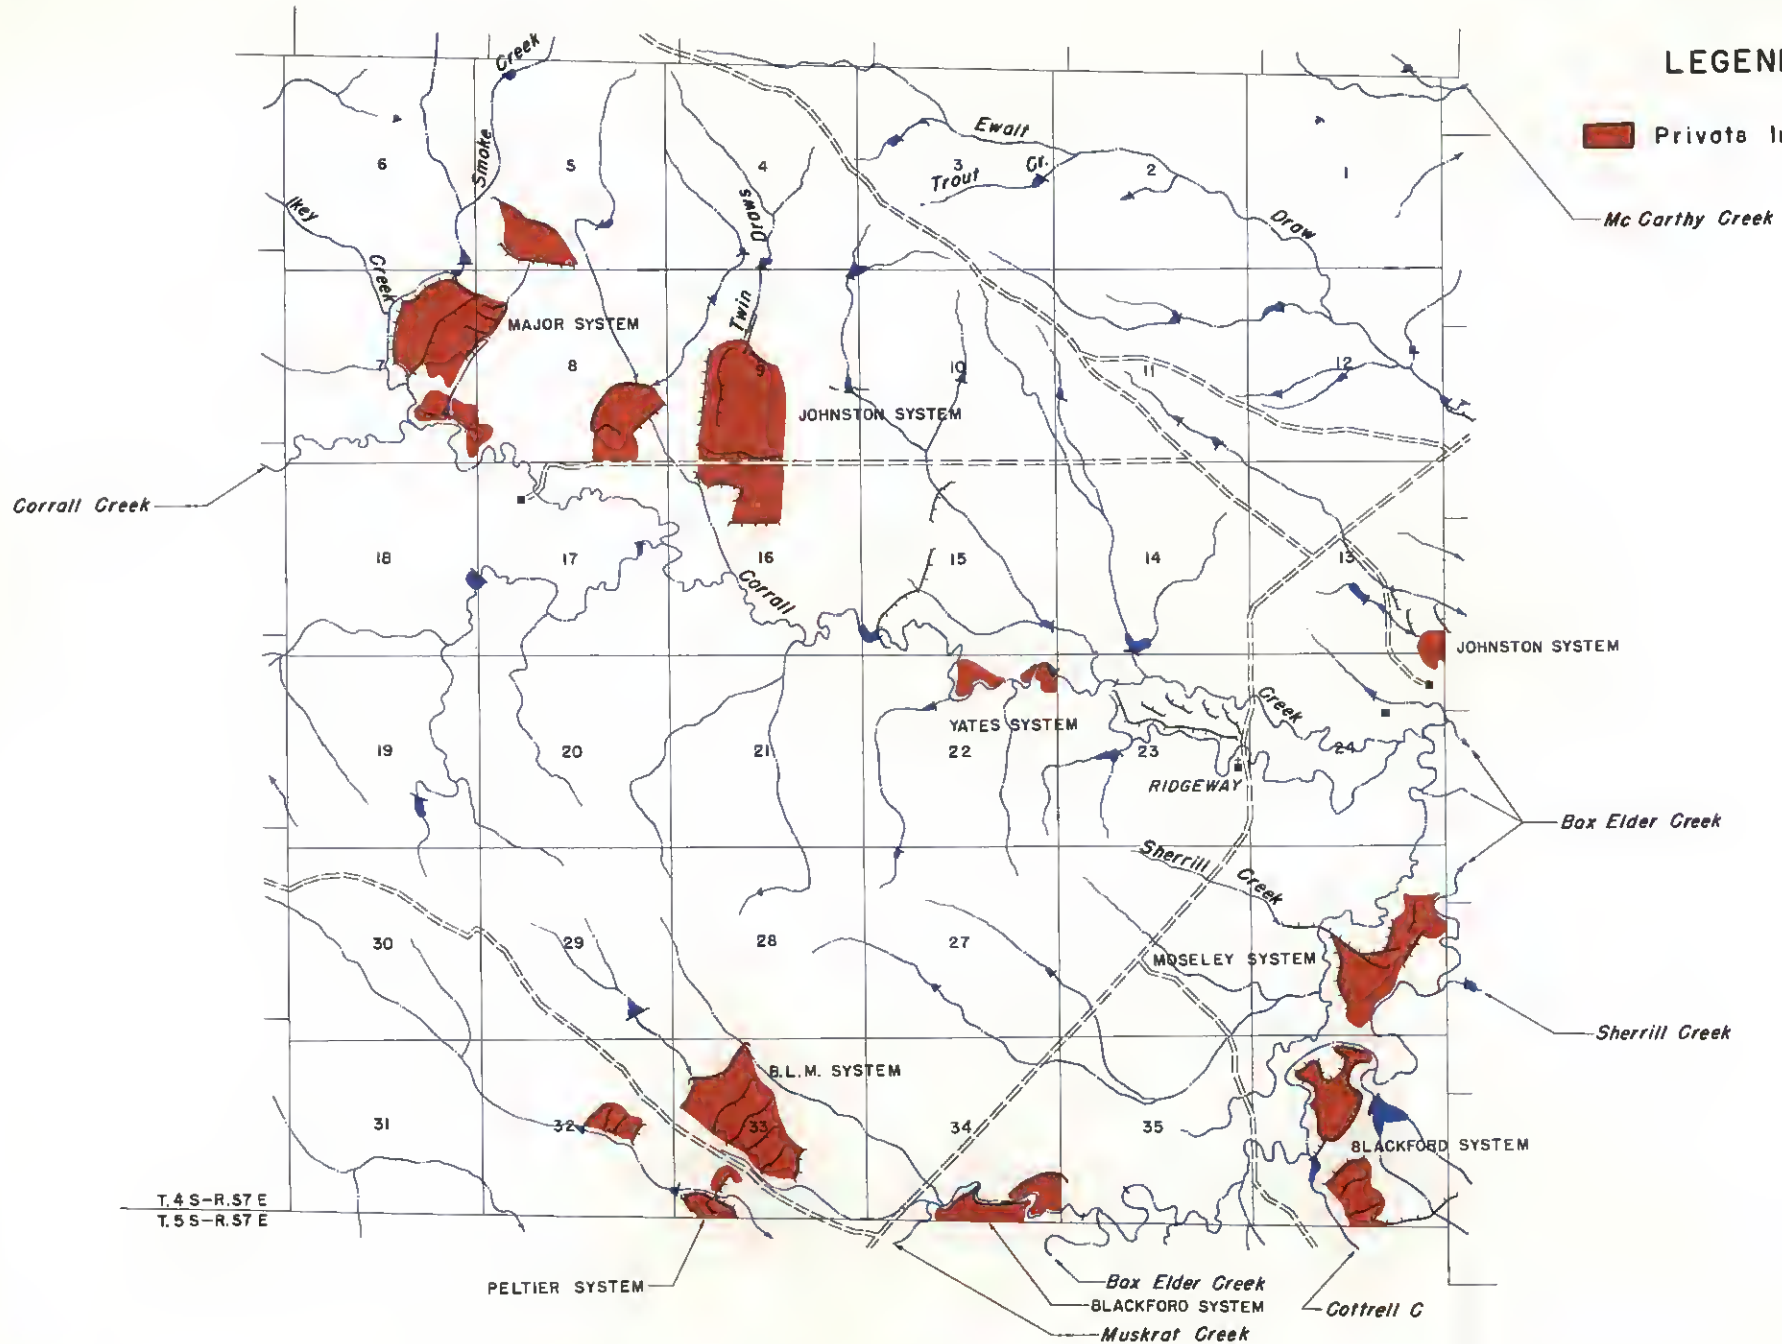 LEGEN
Private I
Creek
Smoke
6
5
4
3
2
1
Ewalt
Trout Cr.
Draw
Mc Carthy Creek
Ikey
Creek
Twin
Draws
MAJOR SYSTEM
7
8
9
10
11
12
JOHNSTON SYSTEM
Corrall Creek
18
17
16
15
14
13
Corrall
JOHNSTON SYSTEM
Creek
YATES SYSTEM
19
20
21
22
23
24
RIDGEWAY
Box Elder Creek
Sherrill
Creek
30
29
28
27
MOSELEY SYSTEM
Sherrill Creek
B.L.M. SYSTEM
31
32
33
34
35
BLACKFORD SYSTEM
T.4 S-R.57 E
T.5 S-R.57 E
PELTIER SYSTEM
Box Elder Creek
BLACKFORD SYSTEM
Cottrell C
Muskrat Creek